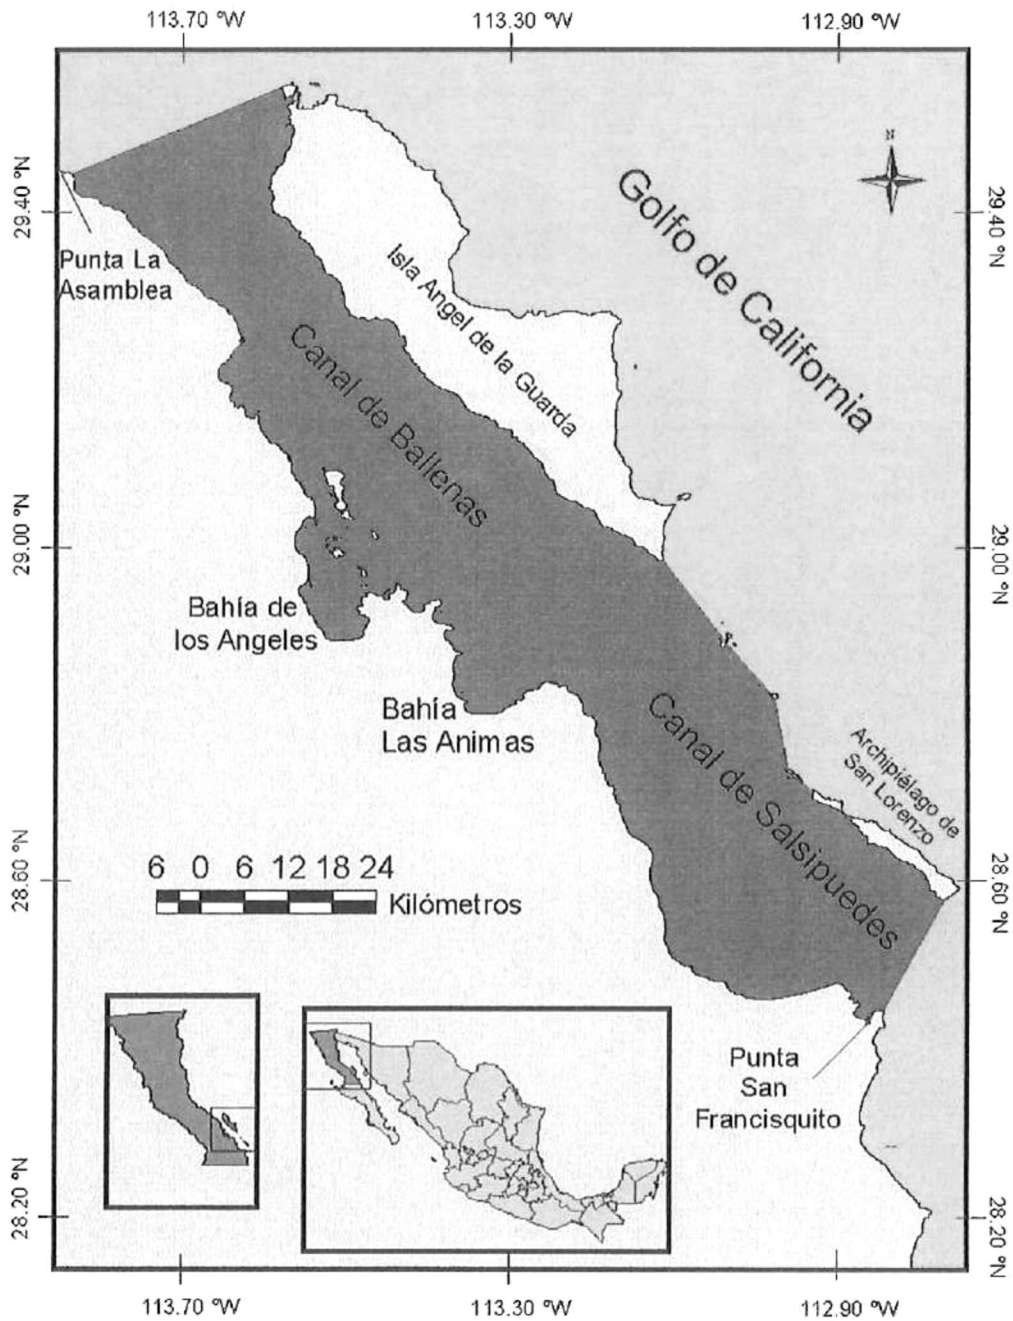 113.70 °W
113.30 °W
112.90 °W
N
29.40 °N
29.40 °N
Golfo de California
Punta La
Asamblea
Isla Angel de la Guarda
Canal de Ballenas
29.00 °N
29.00 °N
Bahía de
los Angeles
Bahía
Las Animas
Canal de Salsipuedes
Archipiélago de
San Lorenzo
6 0 6 12 18 24
Kilómetros
28.60 °N
28.60 °N
Punta
San
Francisquito
28.20 °N
28.20 °N
113.70 °W
113.30 °W
112.90 °W